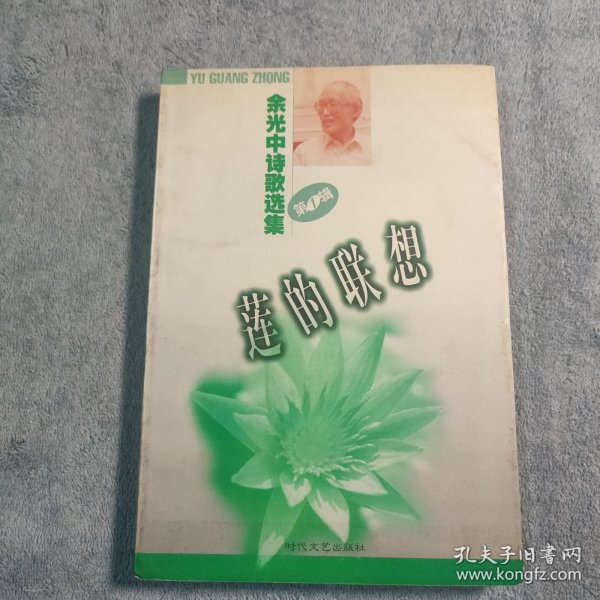 YU GUANG ZHONG
余光中诗歌选集
第1辑
莲的联想
时代文艺出版社
孔夫子旧书网
www.kongfz.com